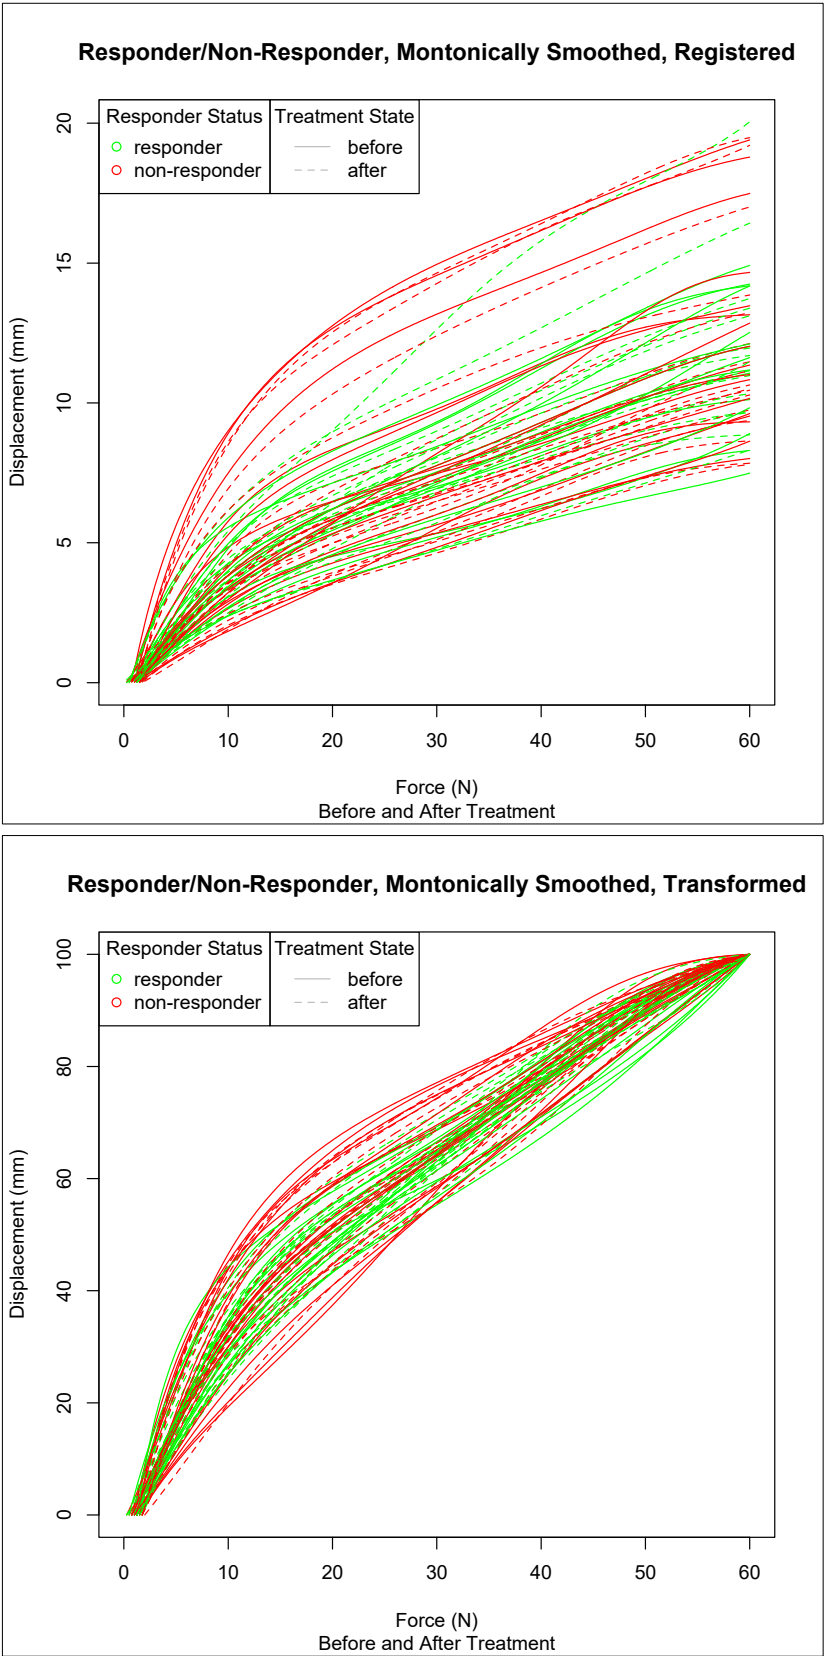 Responder/Non-Responder, Montonically Smoothed, Registered
Responder Status
Treatment State
responder
before
non-responder
after
20
15
10
5
0
Displacement (mm)
0 10 20 30 40 50 60
Force (N)
Before and After Treatment
Responder/Non-Responder, Montonically Smoothed, Transformed
Responder Status
Treatment State
responder
before
non-responder
after
100
80
60
40
20
0
Displacement (mm)
0 10 20 30 40 50 60
Force (N)
Before and After Treatment